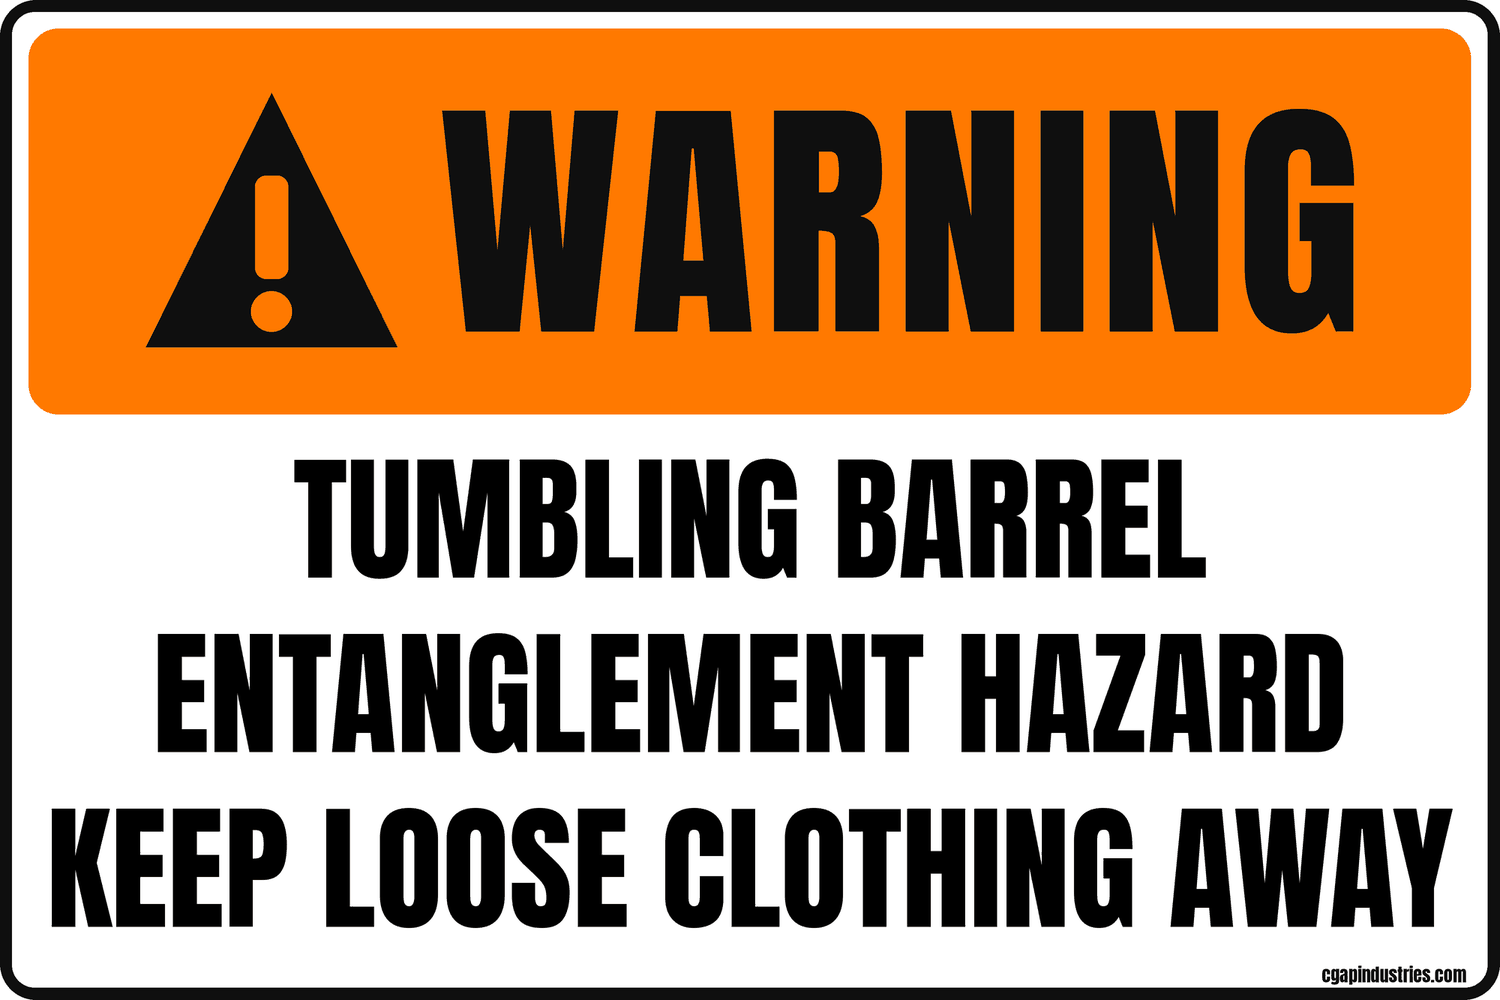 WARNING
TUMBLING BARREL
ENTANGLEMENT HAZARD
KEEP LOOSE CLOTHING AWAY
cgapindustries.com